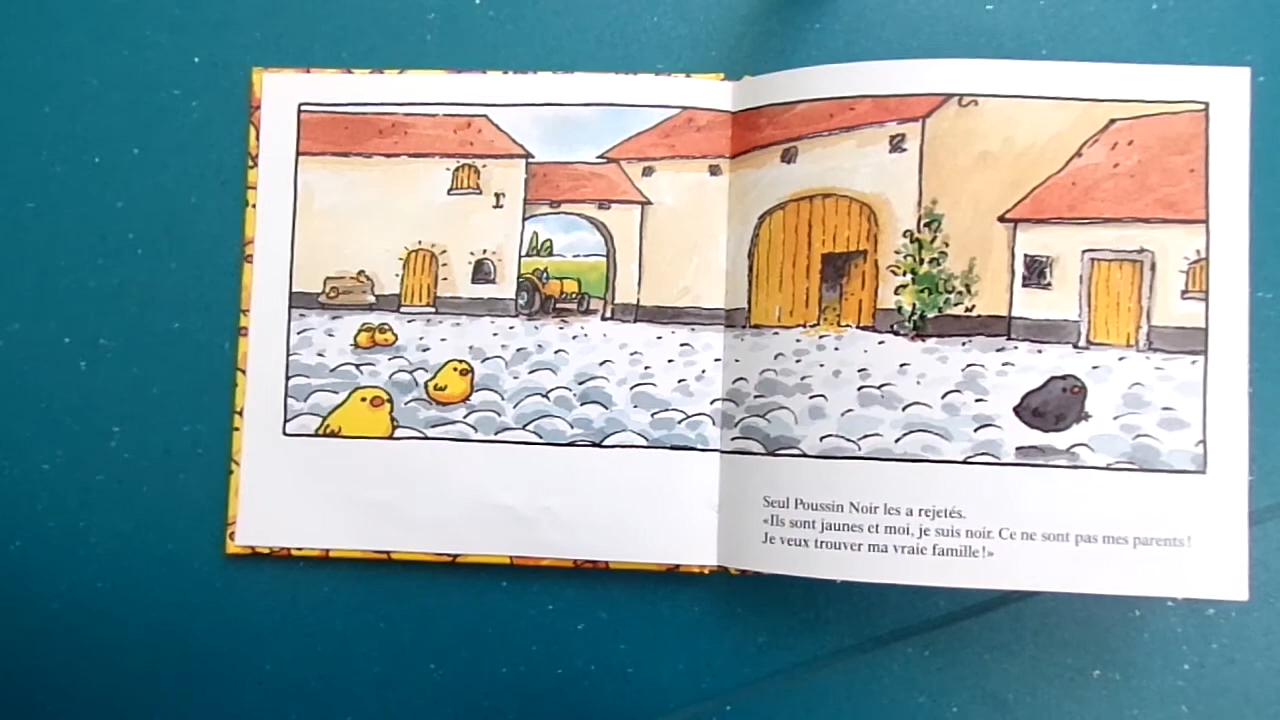 Seul Poussin Noir les a rejetés.
«Ils sont jaunes et moi, je suis noir. Ce ne sont pas mes parents!
Je veux trouver ma vraie famille!»